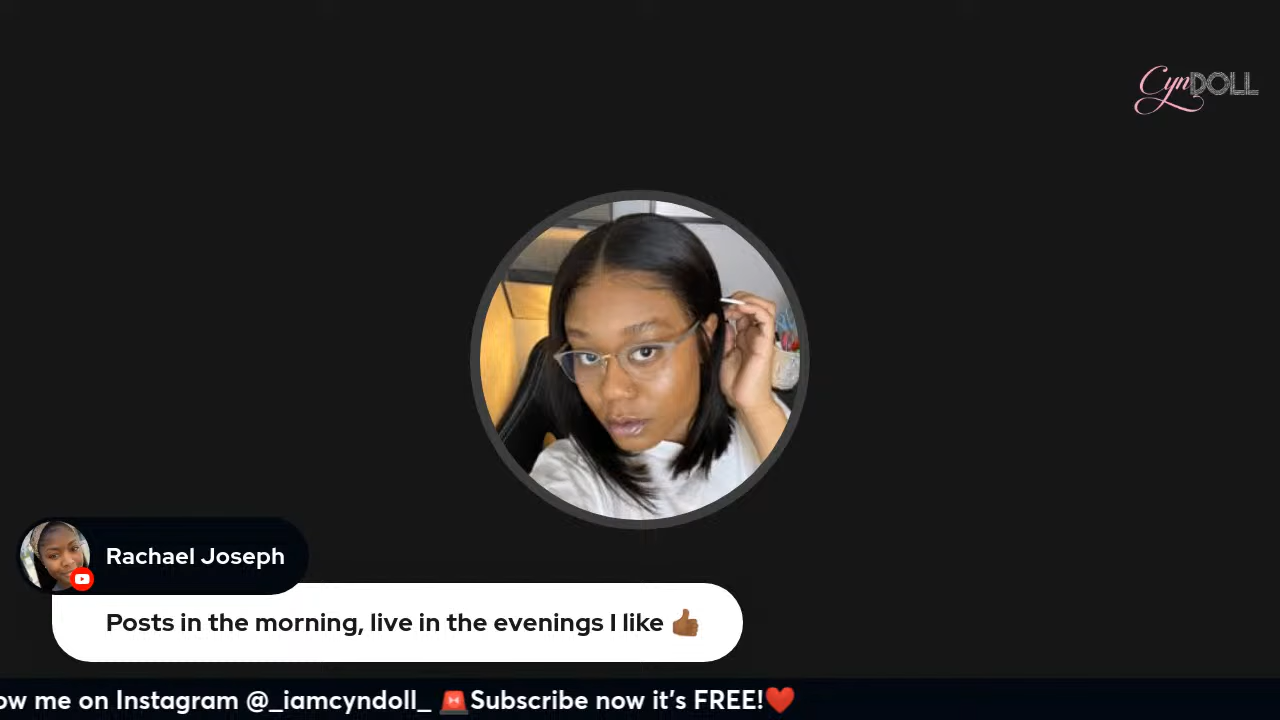 CynDOLL
Rachael Joseph
Posts in the morning, live in the evenings I like 👍🏾
ow me on Instagram @_iamcyndoll_ 🚨Subscribe now it's FREE!❤️